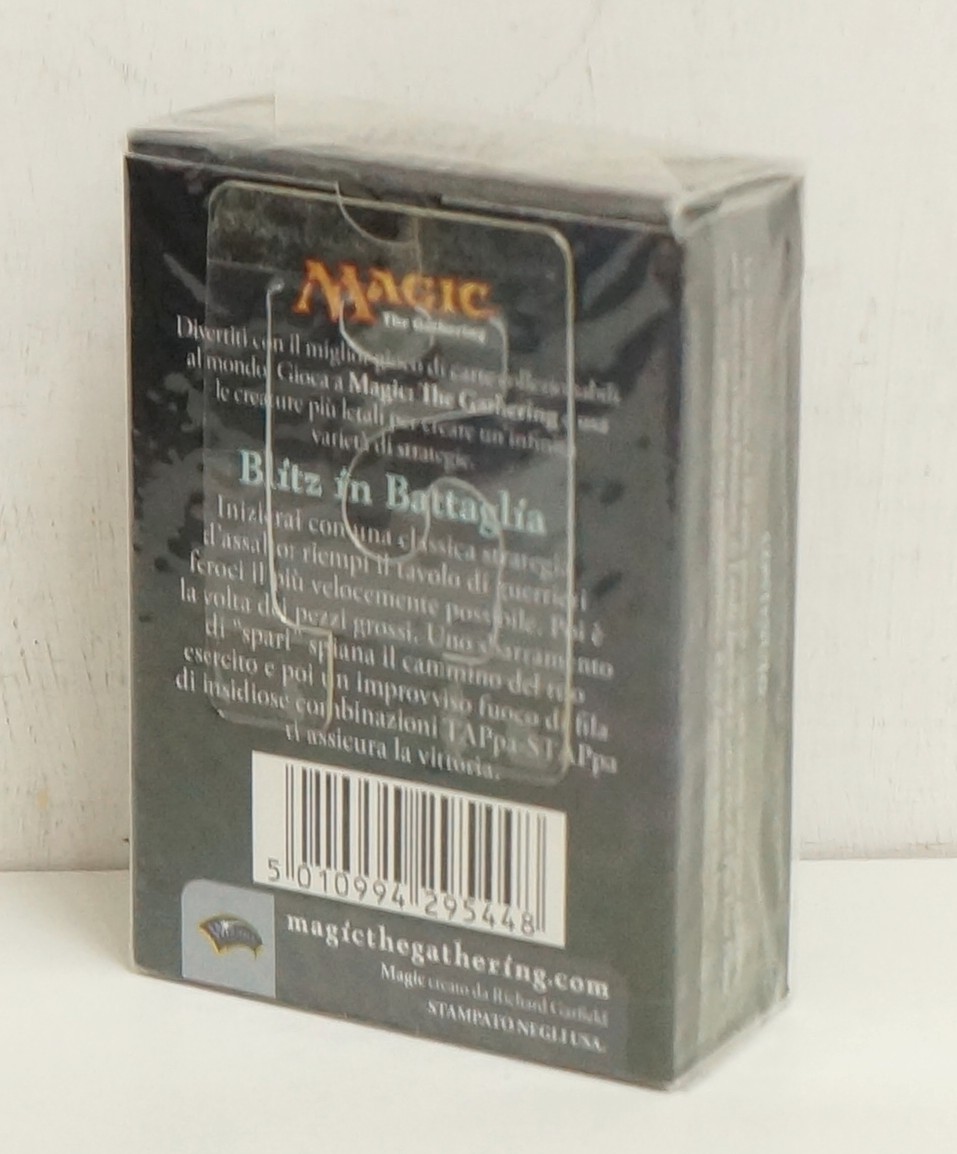 MAGIC
The Gathering
Divertiti con il miglior gioco di carte collezionabili
al mondo! Gioca a Magic: The Gathering e usa
le creature più letali per creare un'infinita
varietà di strategie.
Blitz in Battaglia
Inizierai con una classica strategia
d'assalto: riempi il tavolo di guerrieri
feroci il più velocemente possibile. Poi è
la volta dei pezzi grossi. Uno sbarramento
di "spari" spiana il cammino del tuo
esercito e poi un improvviso fuoco di fila
di insidiose combinazioni TAPpa-STAPpa
ti assicura la vittoria.
5 010994 295448
magicthegathering.com
Magic creato da Richard Garfield
STAMPATO NEGLI USA.